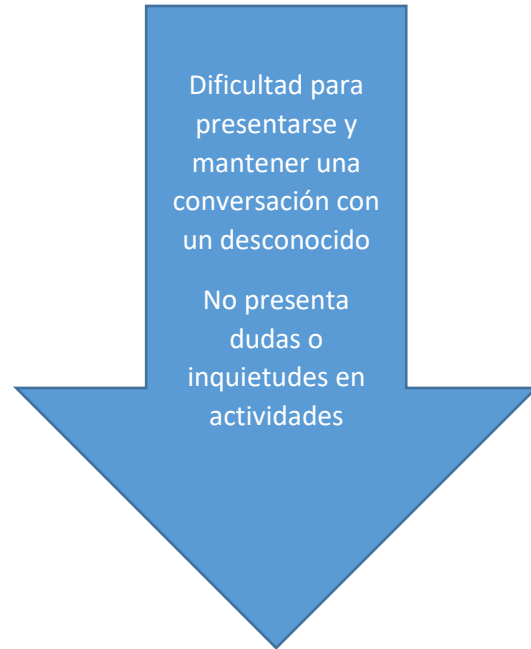 Dificultad para
presentarse y
mantener una
conversación con
un desconocido
No presenta
dudas o
inquietudes en
actividades